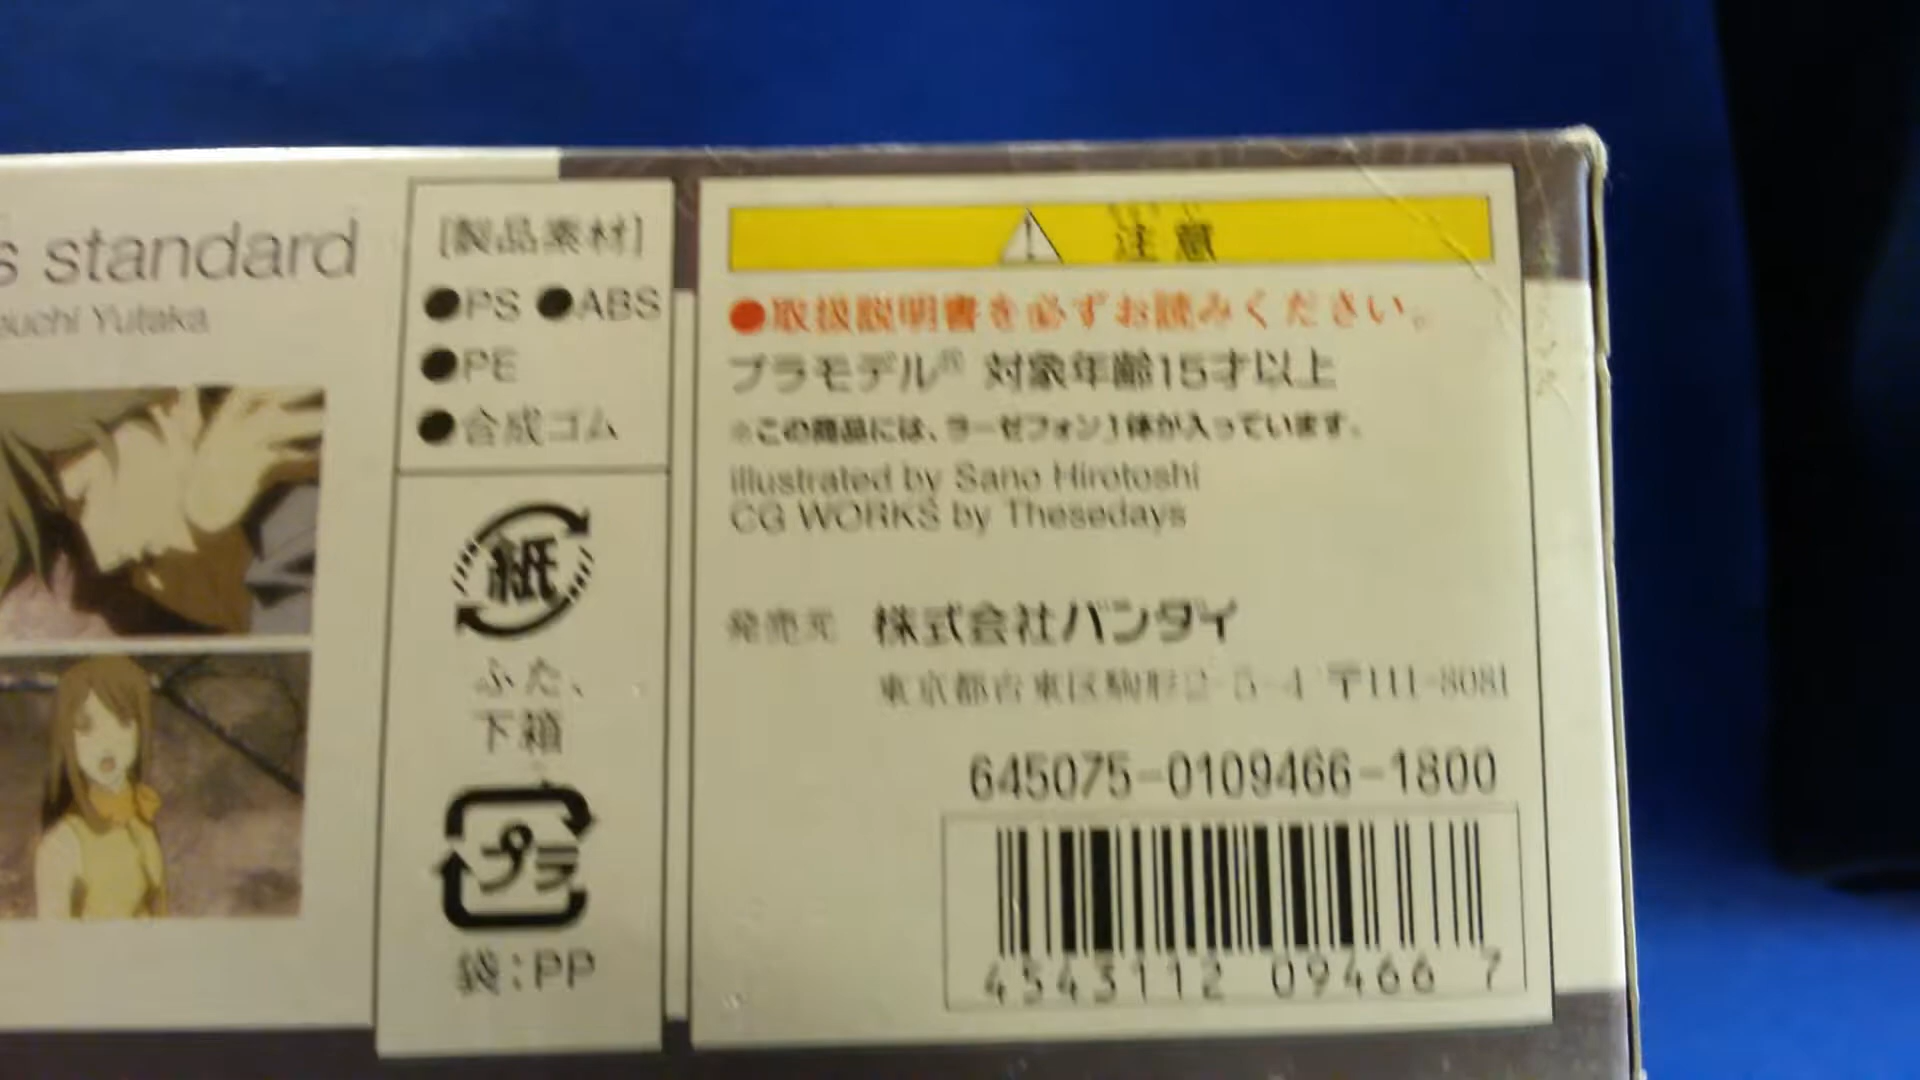 s standard
ouchi Yutaka
[製品素材]
●PS ●ABS
●PE
●合成ゴム
紙
ふた、
下箱
プラ
袋:PP
注意
●取扱説明書を必ずお読みください。
プラモデル® 対象年齢15才以上
※この商品には、ラーゼフォン1体が入っています。
illustrated by Sano Hirotoshi
CG WORKS by Thesedays
発売元 株式会社バンダイ
東京都台東区駒形2-5-4 〒111-8081
645075-0109466-1800
4543112 09466 7